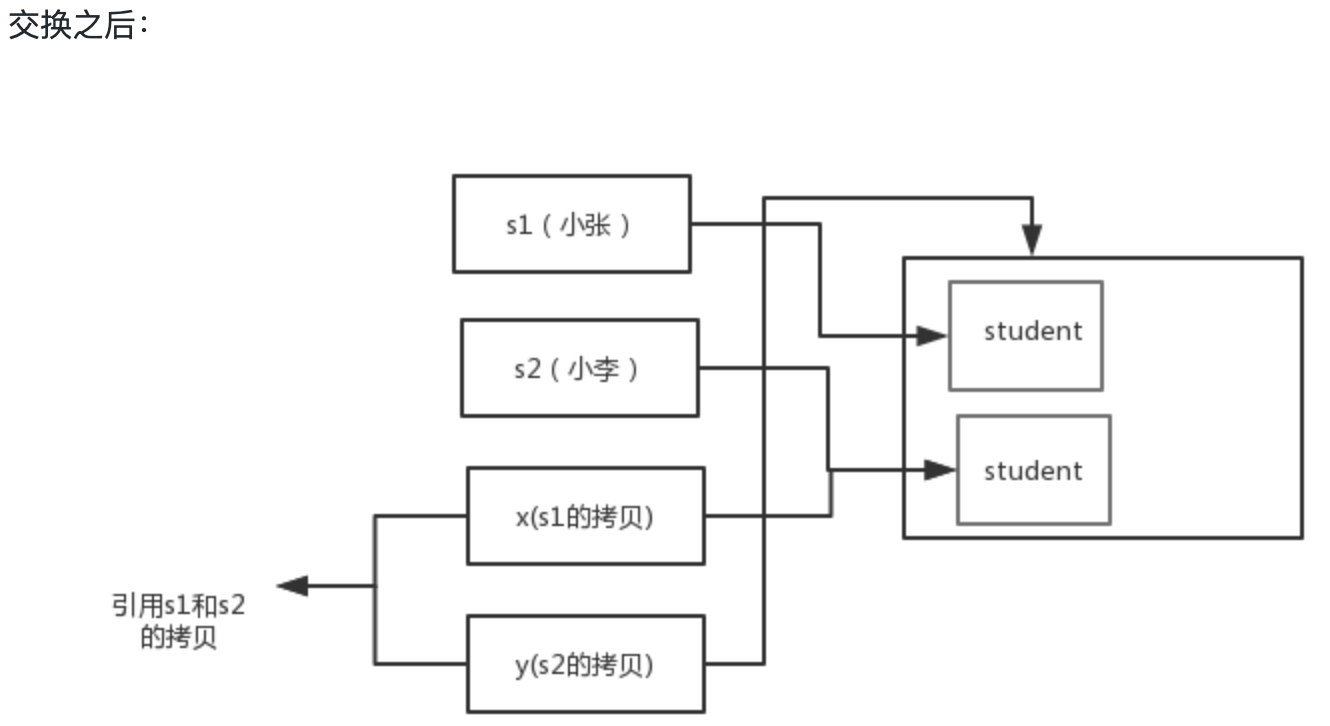 交换之后：
s1（小张）
student
s2（小李）
student
x(s1的拷贝)
引用s1和s2
的拷贝
y(s2的拷贝)